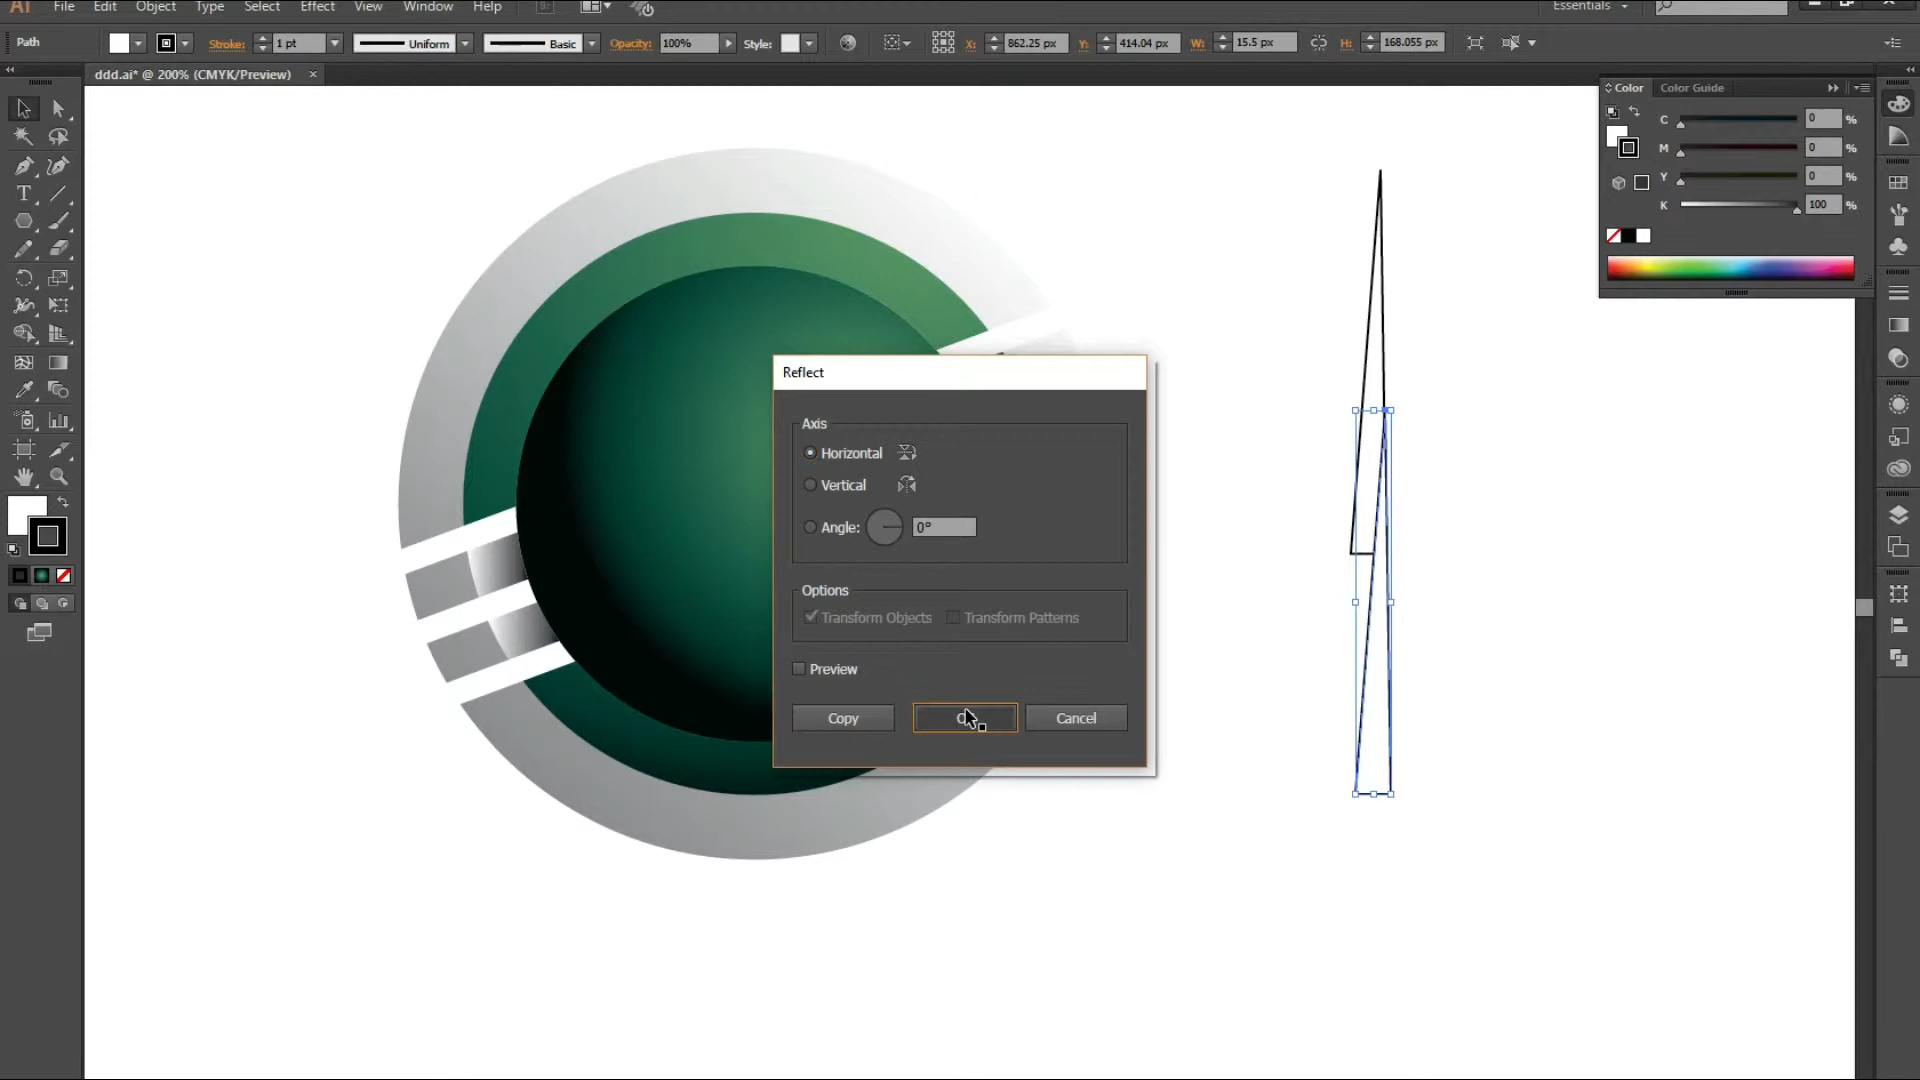 Ai File Edit Object Type Select Effect View Window Help Br Essentials
Path Stroke: 1 pt Uniform Basic Opacity: 100% Style: X: 862.25 px Y: 414.04 px W: 15.5 px H: 168.055 px
ddd.ai* @ 200% (CMYK/Preview) ×
Color Color Guide
C 0 %
M 0 %
Y 0 %
K 100 %
Reflect
Axis
Horizontal
Vertical
Angle: 0°
Options
Transform Objects Transform Patterns
Preview
Copy Cancel